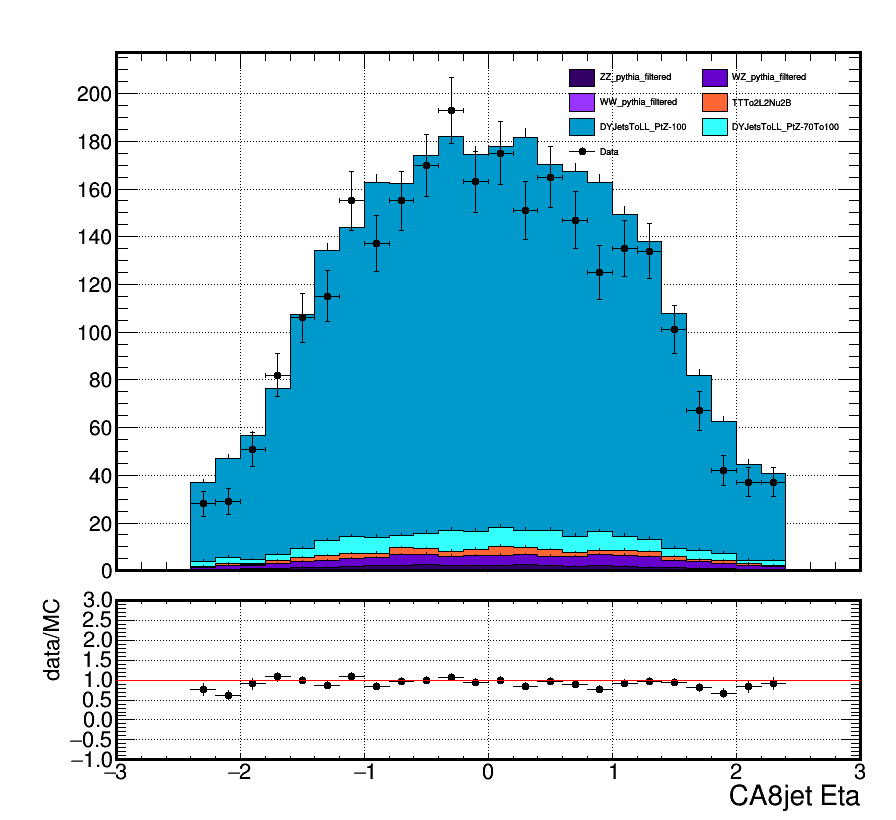 200
180
160
140
120
100
80
60
40
20
0
ZZ_pythia_filtered WZ_pythia_filtered
WW_pythia_filtered TTTo2L2Nu2B
DYJetsToLL_PtZ-100 DYJetsToLL_PtZ-70To100
Data
data/MC
3.0
2.5
2.0
1.5
1.0
0.5
0.0
−0.5
−1.0
−3 −2 −1 0 1 2 3
CA8jet Eta